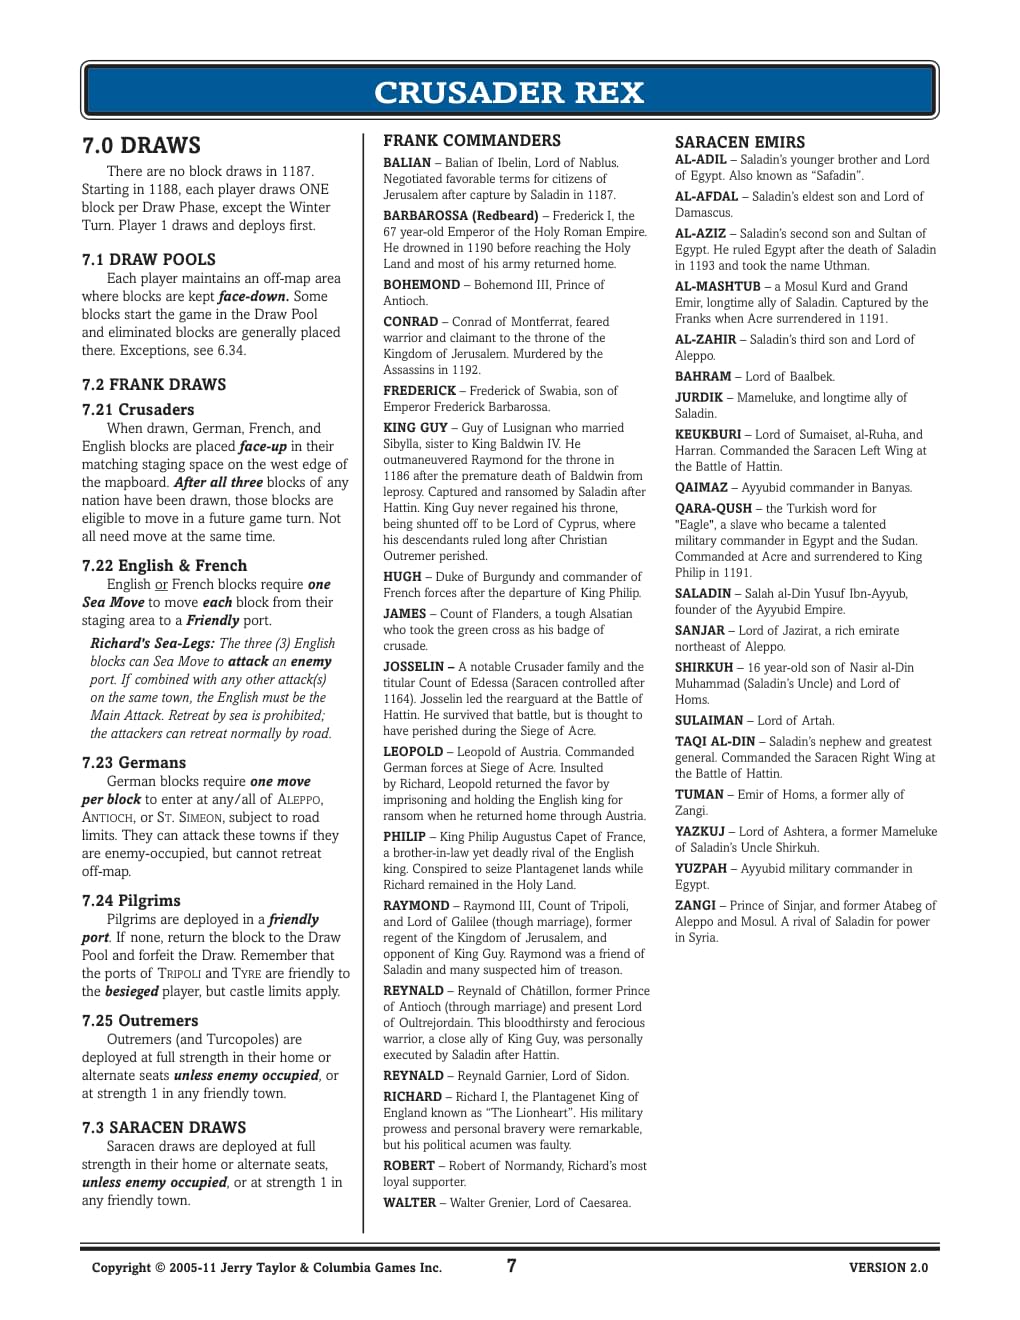 CRUSADER REX
7.0 DRAWS
There are no block draws in 1187.
Starting in 1188, each player draws ONE
block per Draw Phase, except the Winter
Turn. Player 1 draws and deploys first.
7.1 DRAW POOLS
Each player maintains an off-map area
where blocks are kept face-down. Some
blocks start the game in the Draw Pool
and eliminated blocks are generally placed
there. Exceptions, see 6.34.
7.2 FRANK DRAWS
7.21 Crusaders
When drawn, German, French, and
English blocks are placed face-up in their
matching staging space on the west edge of
the mapboard. After all three blocks of any
nation have been drawn, those blocks are
eligible to move in a future game turn. Not
all need move at the same time.
7.22 English & French
English or French blocks require one
Sea Move to move each block from their
staging area to a Friendly port.
Richard's Sea-Legs: The three (3) English
blocks can Sea Move to attack an enemy
port. If combined with any other attack(s)
on the same town, the English must be the
Main Attack. Retreat by sea is prohibited;
the attackers can retreat normally by road.
7.23 Germans
German blocks require one move
per block to enter at any/all of ALEPPO,
ANTIOCH, or ST. SIMEON, subject to road
limits. They can attack these towns if they
are enemy-occupied, but cannot retreat
off-map.
7.24 Pilgrims
Pilgrims are deployed in a friendly
port. If none, return the block to the Draw
Pool and forfeit the Draw. Remember that
the ports of TRIPOLI and TYRE are friendly to
the besieged player, but castle limits apply.
7.25 Outremers
Outremers (and Turcopoles) are
deployed at full strength in their home or
alternate seats unless enemy occupied, or
at strength 1 in any friendly town.
7.3 SARACEN DRAWS
Saracen draws are deployed at full
strength in their home or alternate seats,
unless enemy occupied, or at strength 1 in
any friendly town.
FRANK COMMANDERS
BALIAN – Balian of Ibelin, Lord of Nablus.
Negotiated favorable terms for citizens of
Jerusalem after capture by Saladin in 1187.
BARBAROSSA (Redbeard) – Frederick I, the
67 year-old Emperor of the Holy Roman Empire.
He drowned in 1190 before reaching the Holy
Land and most of his army returned home.
BOHEMOND – Bohemond III, Prince of
Antioch.
CONRAD – Conrad of Montferrat, feared
warrior and claimant to the throne of the
Kingdom of Jerusalem. Murdered by the
Assassins in 1192.
FREDERICK – Frederick of Swabia, son of
Emperor Frederick Barbarossa.
KING GUY – Guy of Lusignan who married
Sibylla, sister to King Baldwin IV. He
outmaneuvered Raymond for the throne in
1186 after the premature death of Baldwin from
leprosy. Captured and ransomed by Saladin after
Hattin. King Guy never regained his throne,
being shunted off to be Lord of Cyprus, where
his descendants ruled long after Christian
Outremer perished.
HUGH – Duke of Burgundy and commander of
French forces after the departure of King Philip.
JAMES – Count of Flanders, a tough Alsatian
who took the green cross as his badge of
crusade.
JOSSELIN – A notable Crusader family and the
titular Count of Edessa (Saracen controlled after
1164). Josselin led the rearguard at the Battle of
Hattin. He survived that battle, but is thought to
have perished during the Siege of Acre.
LEOPOLD – Leopold of Austria. Commanded
German forces at Siege of Acre. Insulted
by Richard, Leopold returned the favor by
imprisoning and holding the English king for
ransom when he returned home through Austria.
PHILIP – King Philip Augustus Capet of France,
a brother-in-law yet deadly rival of the English
king. Conspired to seize Plantagenet lands while
Richard remained in the Holy Land.
RAYMOND – Raymond III, Count of Tripoli,
and Lord of Galilee (though marriage), former
regent of the Kingdom of Jerusalem, and
opponent of King Guy. Raymond was a friend of
Saladin and many suspected him of treason.
REYNALD – Reynald of Châtillon, former Prince
of Antioch (through marriage) and present Lord
of Oultrejordain. This bloodthirsty and ferocious
warrior, a close ally of King Guy, was personally
executed by Saladin after Hattin.
REYNALD – Reynald Garnier, Lord of Sidon.
RICHARD – Richard I, the Plantagenet King of
England known as “The Lionheart”. His military
prowess and personal bravery were remarkable,
but his political acumen was faulty.
ROBERT – Robert of Normandy, Richard’s most
loyal supporter.
WALTER – Walter Grenier, Lord of Caesarea.
SARACEN EMIRS
AL-ADIL – Saladin’s younger brother and Lord
of Egypt. Also known as “Safadin”.
AL-AFDAL – Saladin’s eldest son and Lord of
Damascus.
AL-AZIZ – Saladin’s second son and Sultan of
Egypt. He ruled Egypt after the death of Saladin
in 1193 and took the name Uthman.
AL-MASHTUB – a Mosul Kurd and Grand
Emir, longtime ally of Saladin. Captured by the
Franks when Acre surrendered in 1191.
AL-ZAHIR – Saladin’s third son and Lord of
Aleppo.
BAHRAM – Lord of Baalbek.
JURDIK – Mameluke, and longtime ally of
Saladin.
KEUKBURI – Lord of Sumaiset, al-Ruha, and
Harran. Commanded the Saracen Left Wing at
the Battle of Hattin.
QAIMAZ – Ayyubid commander in Banyas.
QARA-QUSH – the Turkish word for
"Eagle", a slave who became a talented
military commander in Egypt and the Sudan.
Commanded at Acre and surrendered to King
Philip in 1191.
SALADIN – Salah al-Din Yusuf Ibn-Ayyub,
founder of the Ayyubid Empire.
SANJAR – Lord of Jazirat, a rich emirate
northeast of Aleppo.
SHIRKUH – 16 year-old son of Nasir al-Din
Muhammad (Saladin’s Uncle) and Lord of
Homs.
SULAIMAN – Lord of Artah.
TAQI AL-DIN – Saladin’s nephew and greatest
general. Commanded the Saracen Right Wing at
the Battle of Hattin.
TUMAN – Emir of Homs, a former ally of
Zangi.
YAZKUJ – Lord of Ashtera, a former Mameluke
of Saladin’s Uncle Shirkuh.
YUZPAH – Ayyubid military commander in
Egypt.
ZANGI – Prince of Sinjar, and former Atabeg of
Aleppo and Mosul. A rival of Saladin for power
in Syria.
Copyright © 2005-11 Jerry Taylor & Columbia Games Inc.
7
VERSION 2.0